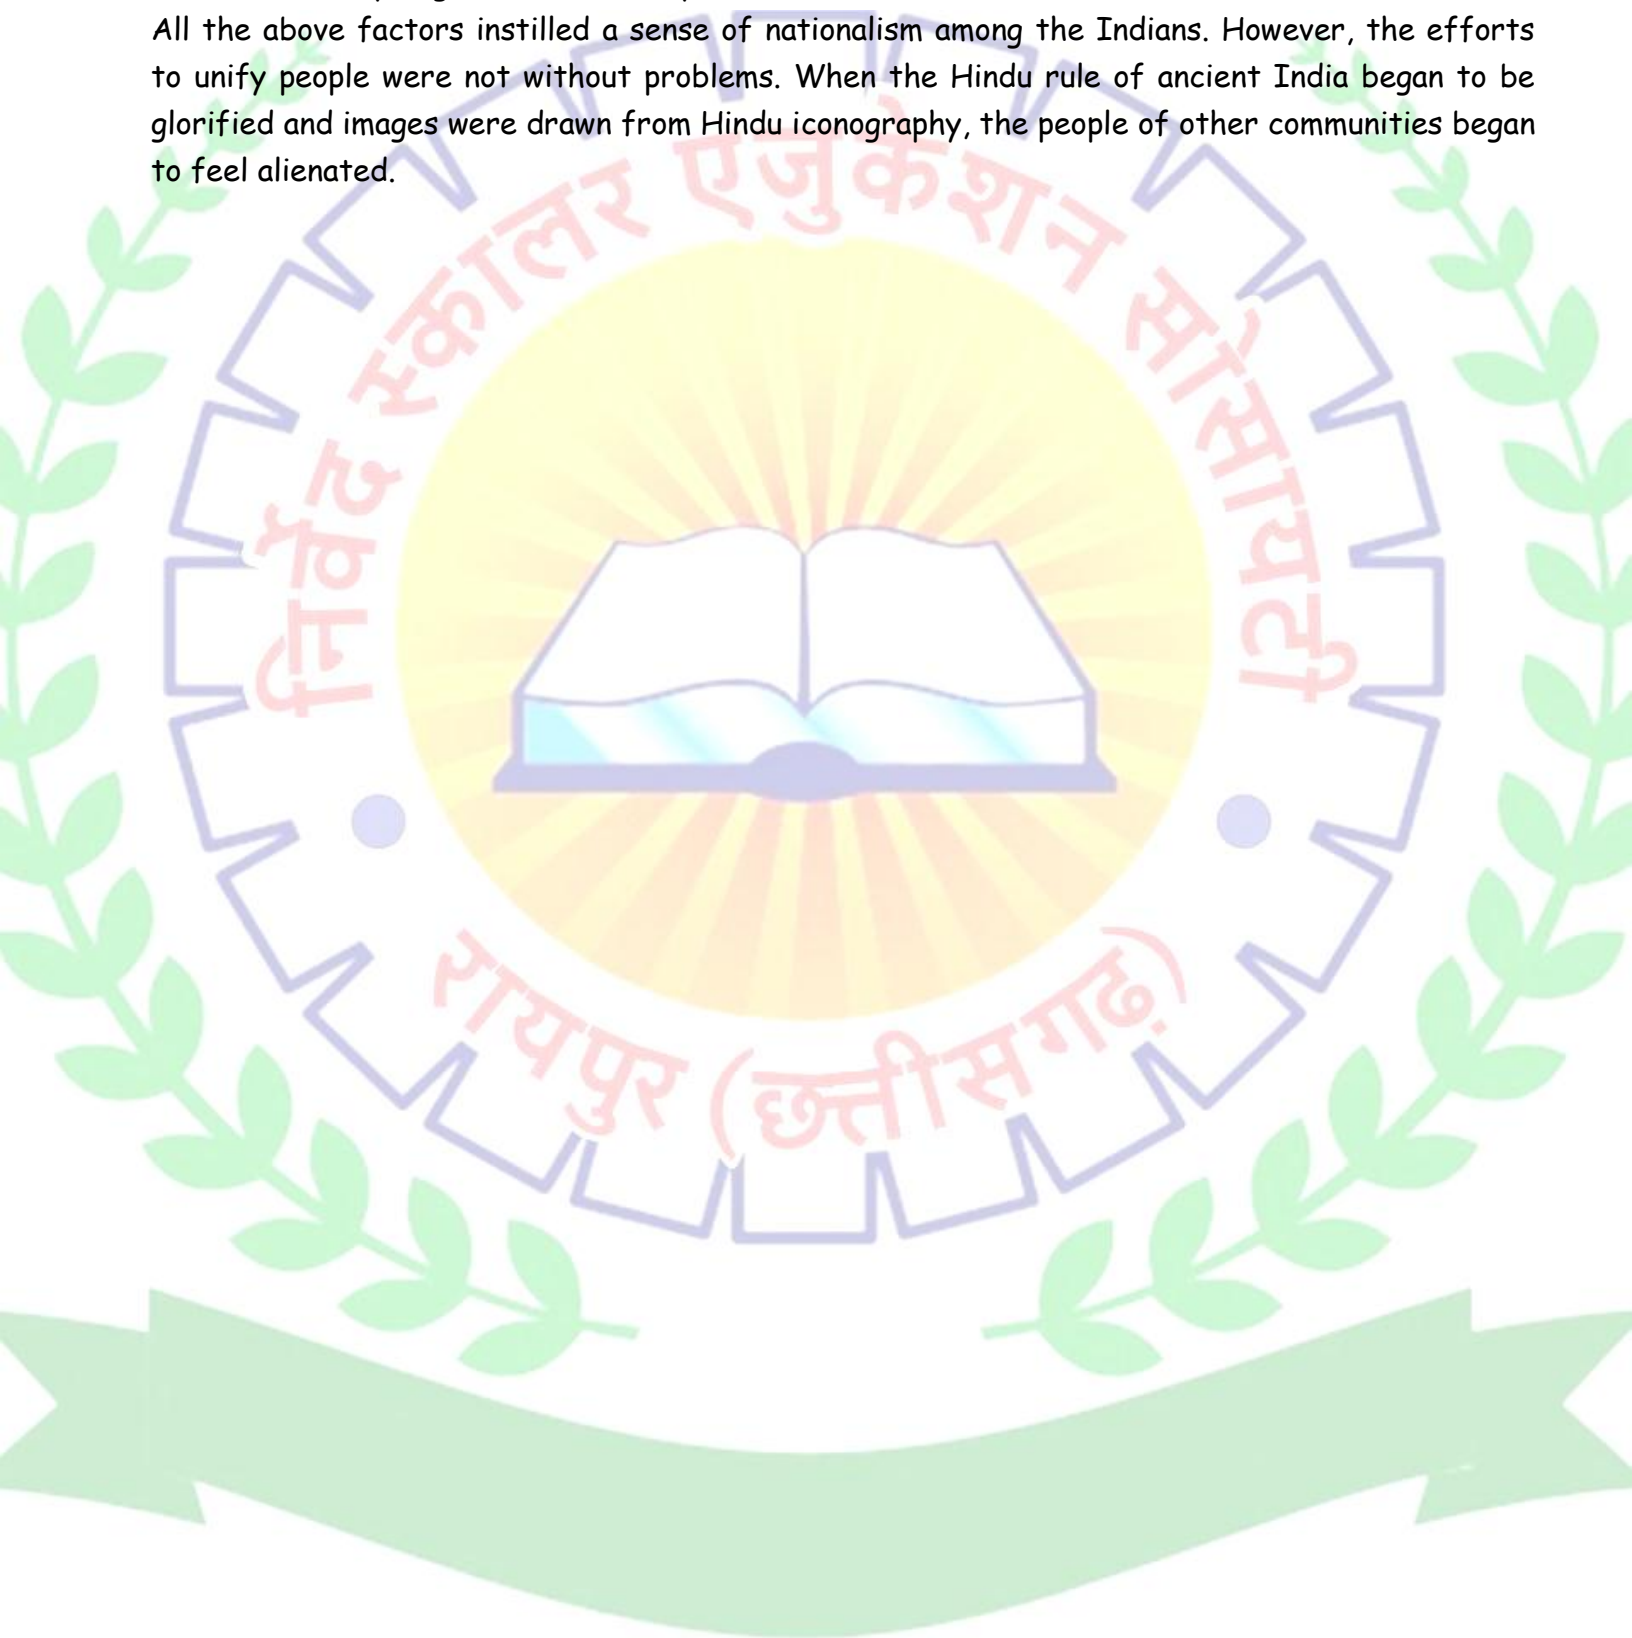 All the above factors instilled a sense of nationalism among the Indians. However, the efforts
to unify people were not without problems. When the Hindu rule of ancient India began to be
glorified and images were drawn from Hindu iconography, the people of other communities began
to feel alienated.
निर्वेद स्कालर एजुकेशन सोसायटी
रायपुर (छत्तीसगढ़)